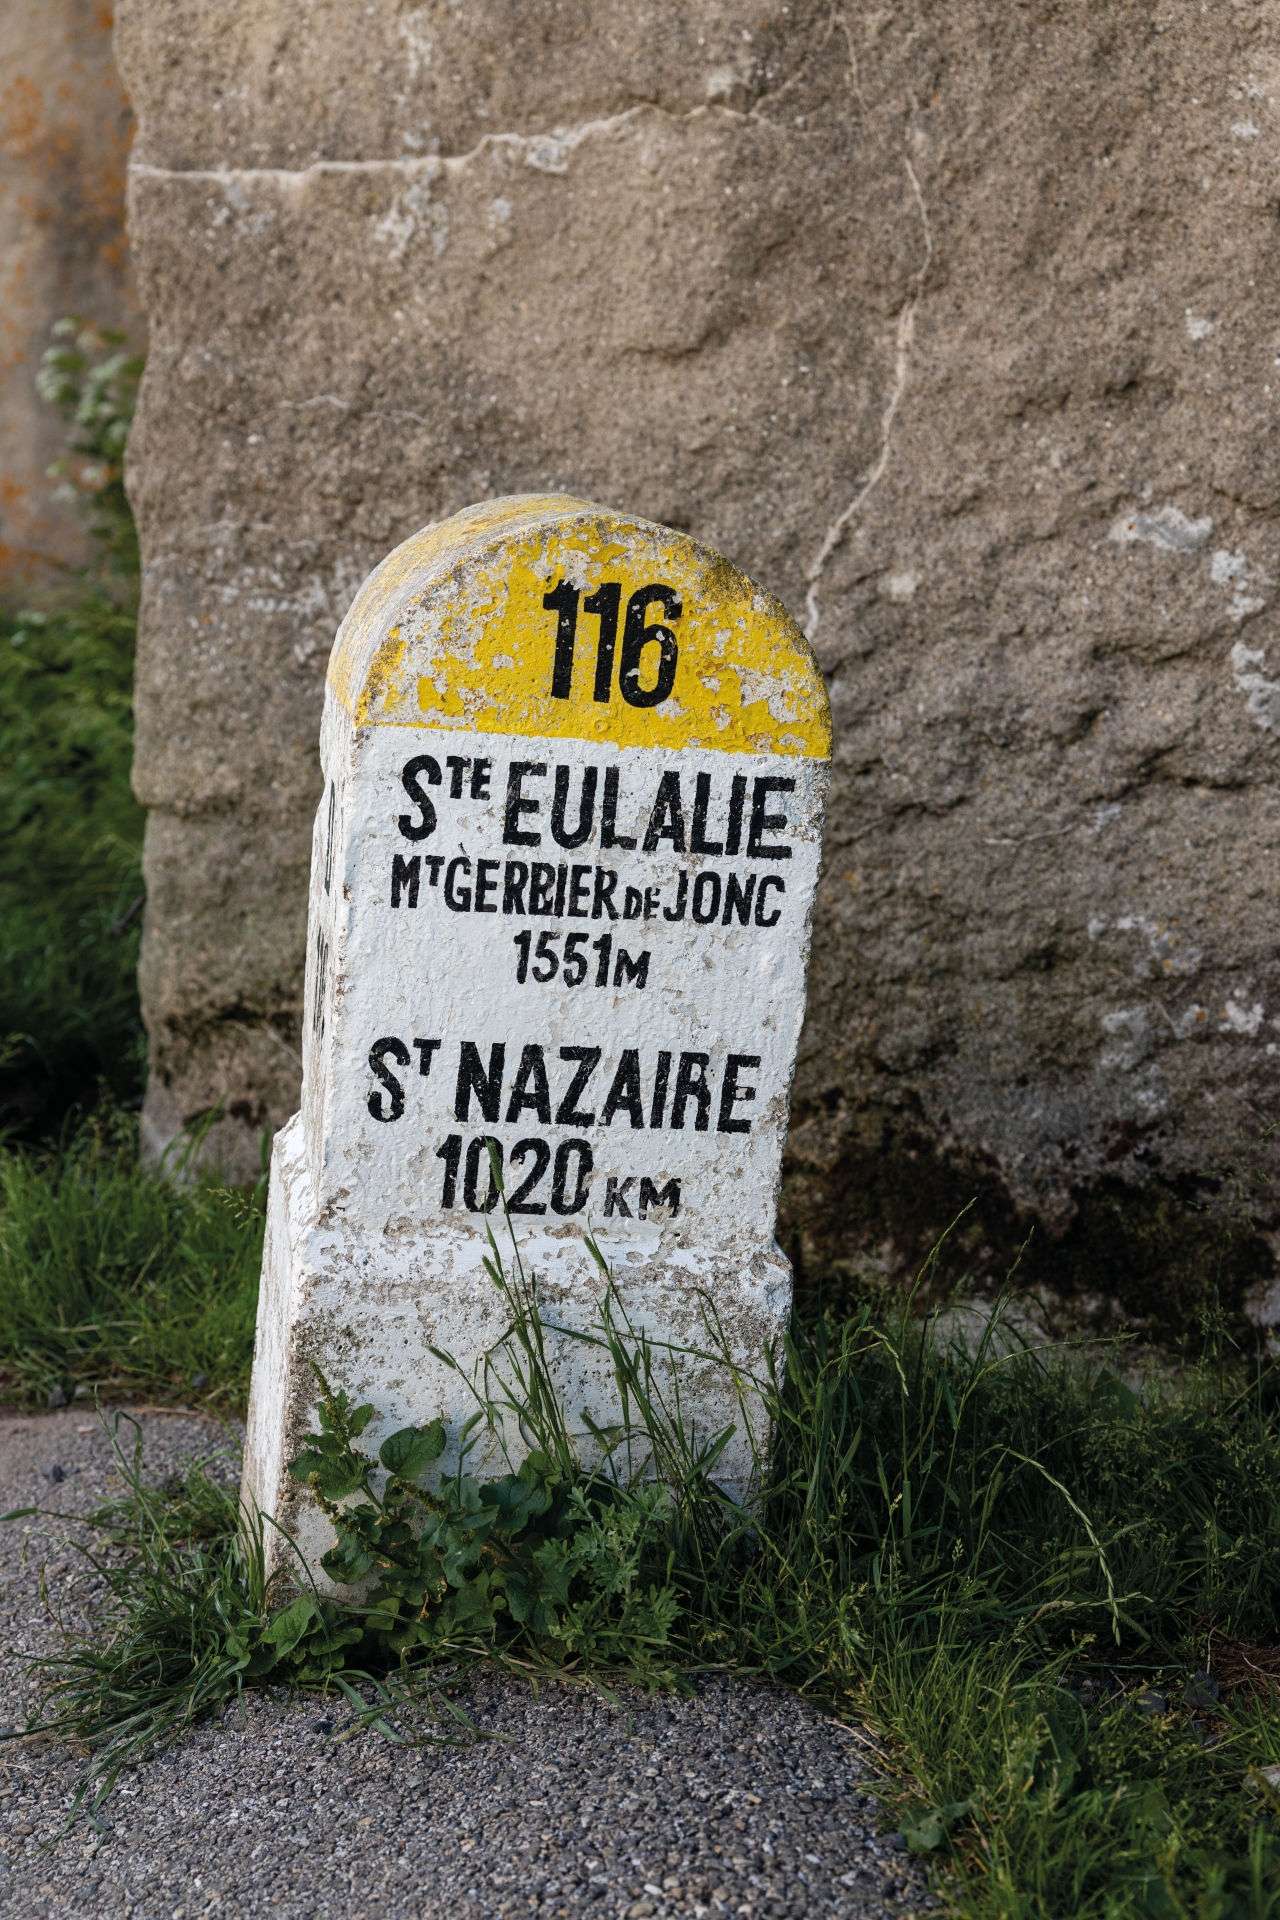 116
STE EULALIE
MT GERBIER DE JONC
1551M
ST NAZAIRE
1020 KM